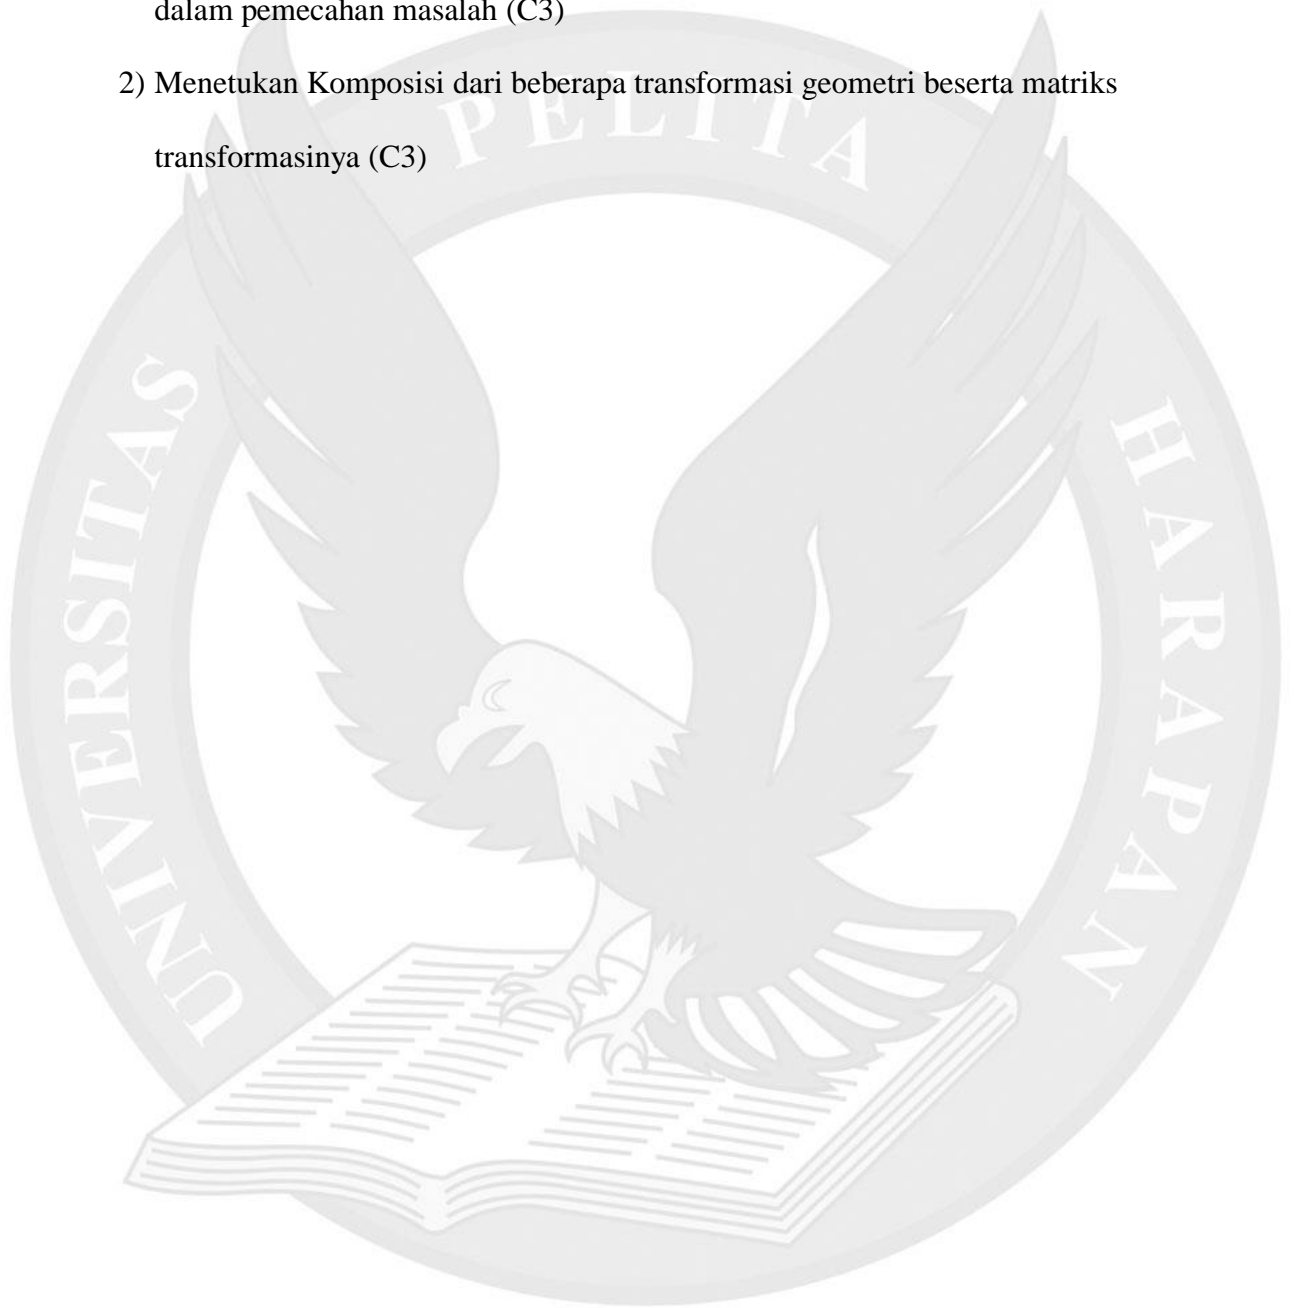 dalam pemecahan masalah (C3)
2) Menetukan Komposisi dari beberapa transformasi geometri beserta matriks
transformasinya (C3)
UNIVERSITAS PELITA HARAPAN